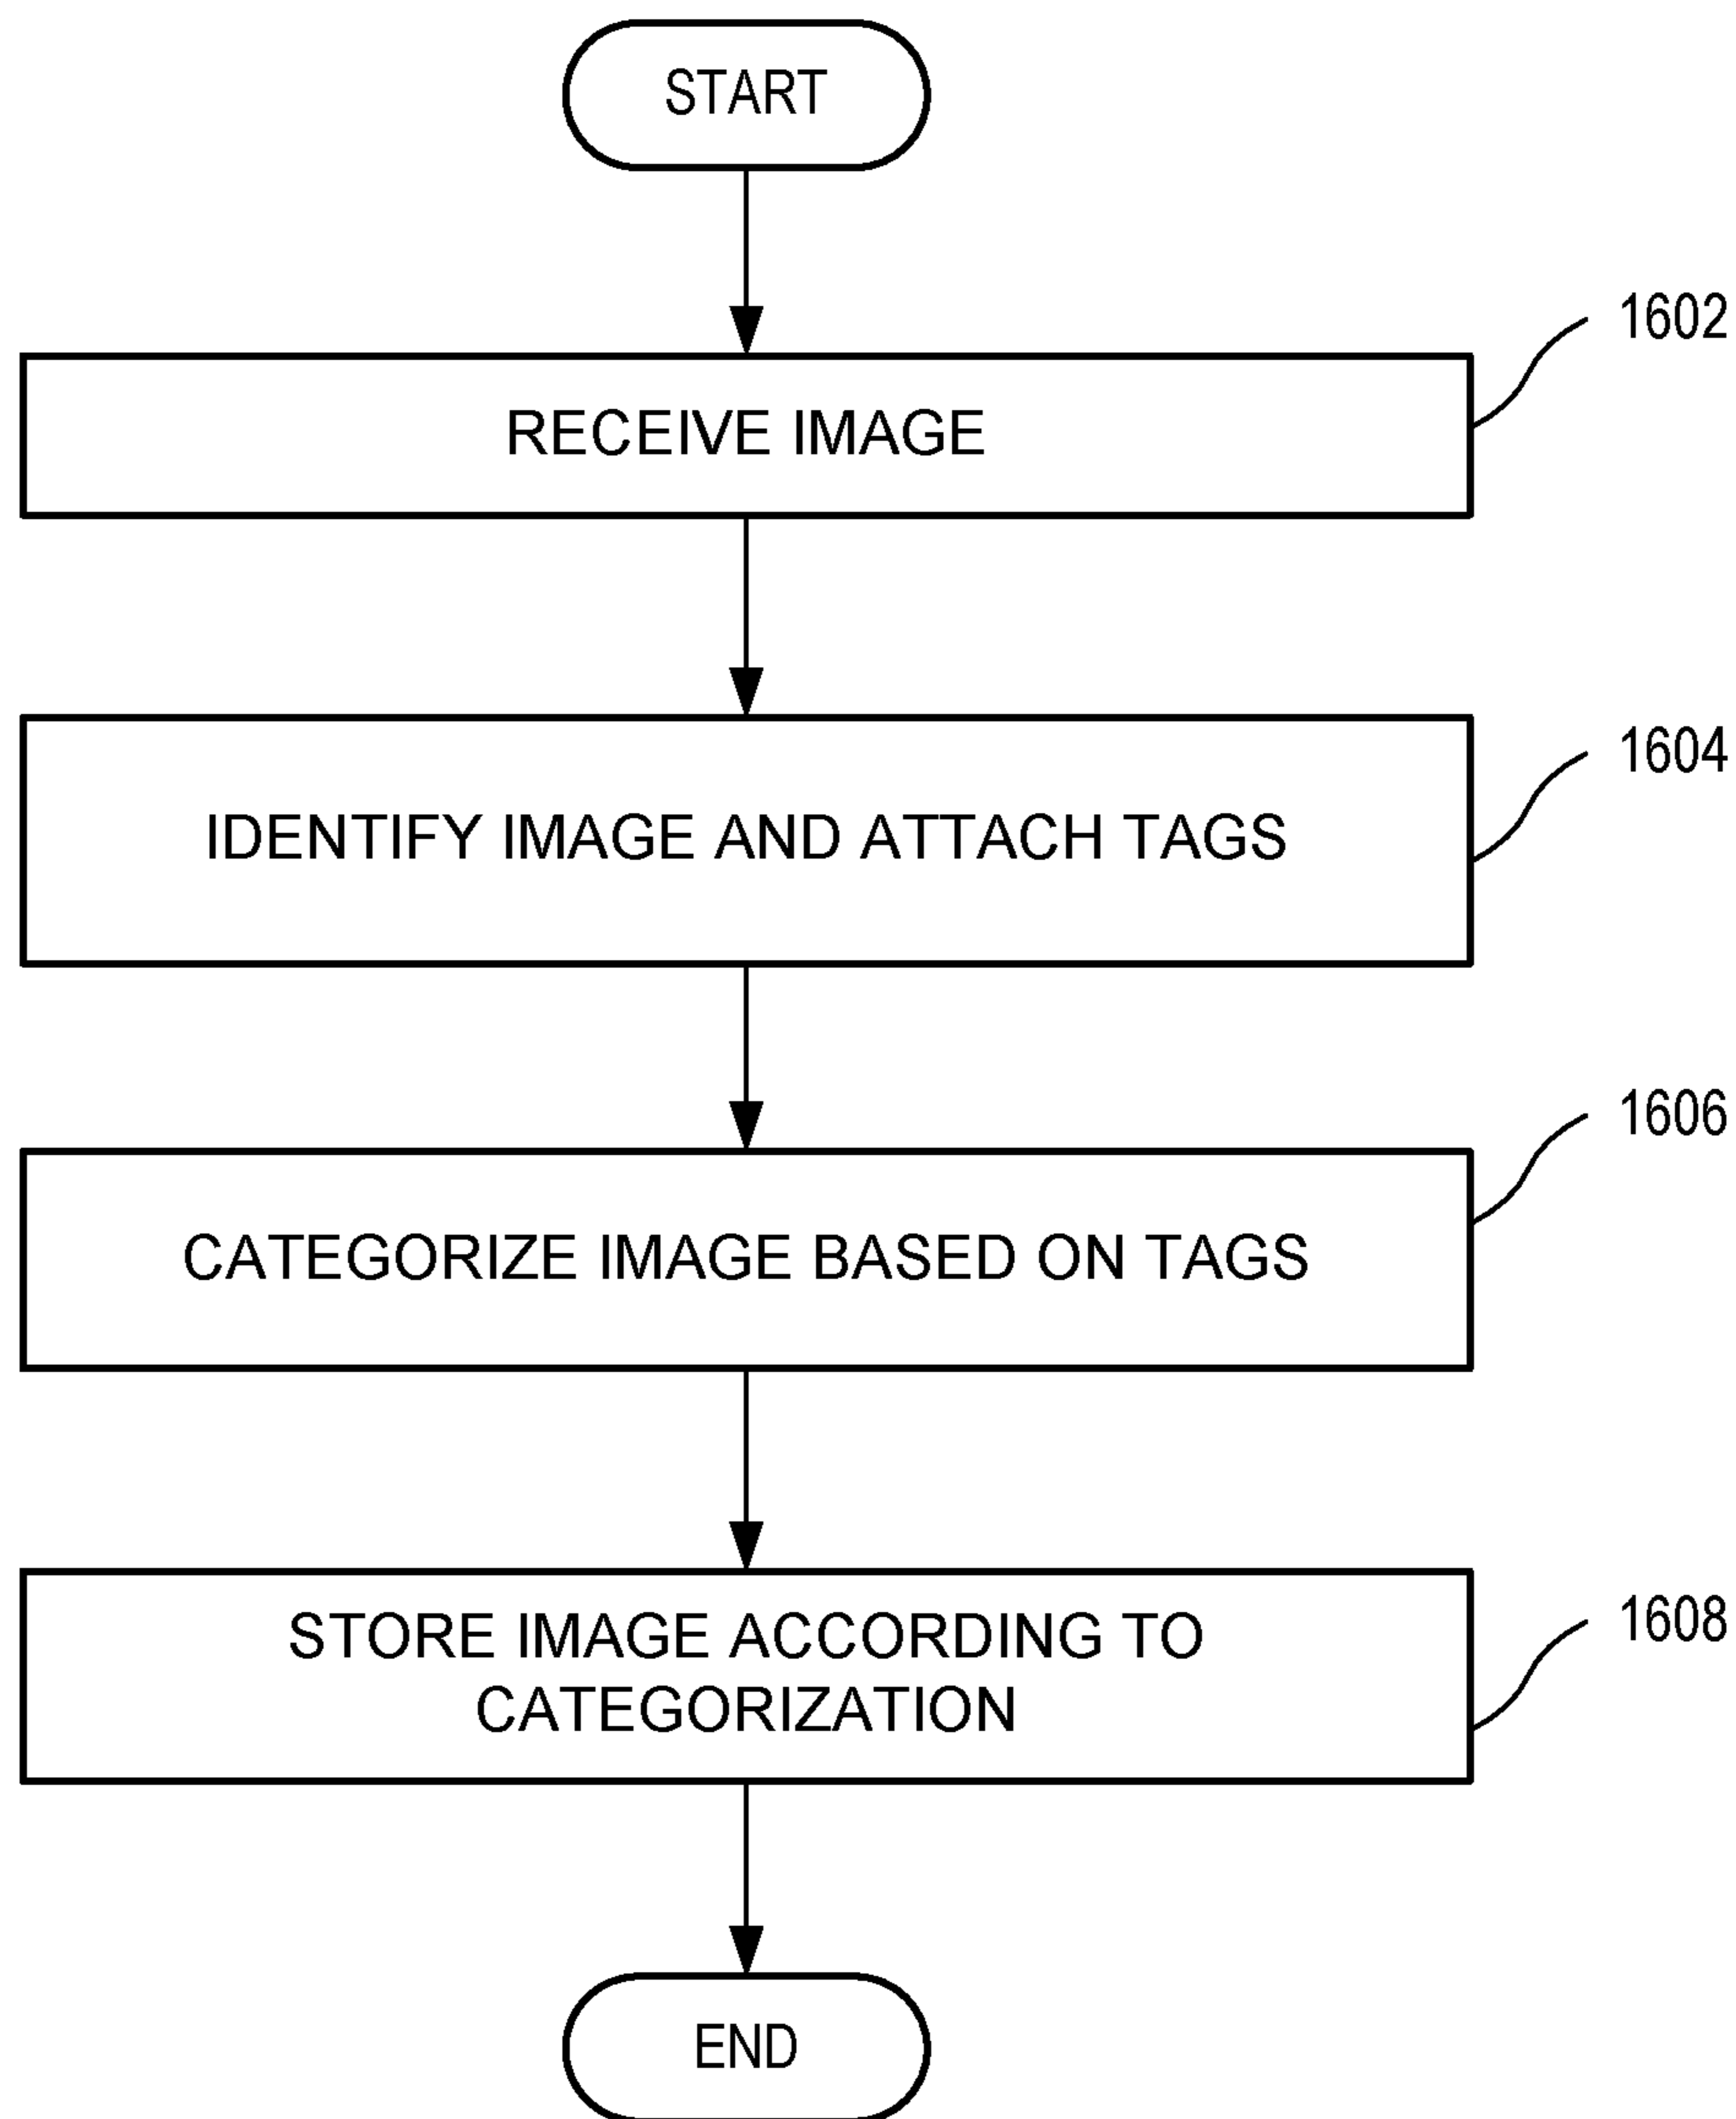 START
1602
RECEIVE IMAGE
1604
IDENTIFY IMAGE AND ATTACH TAGS
1606
CATEGORIZE IMAGE BASED ON TAGS
1608
STORE IMAGE ACCORDING TO
CATEGORIZATION
END